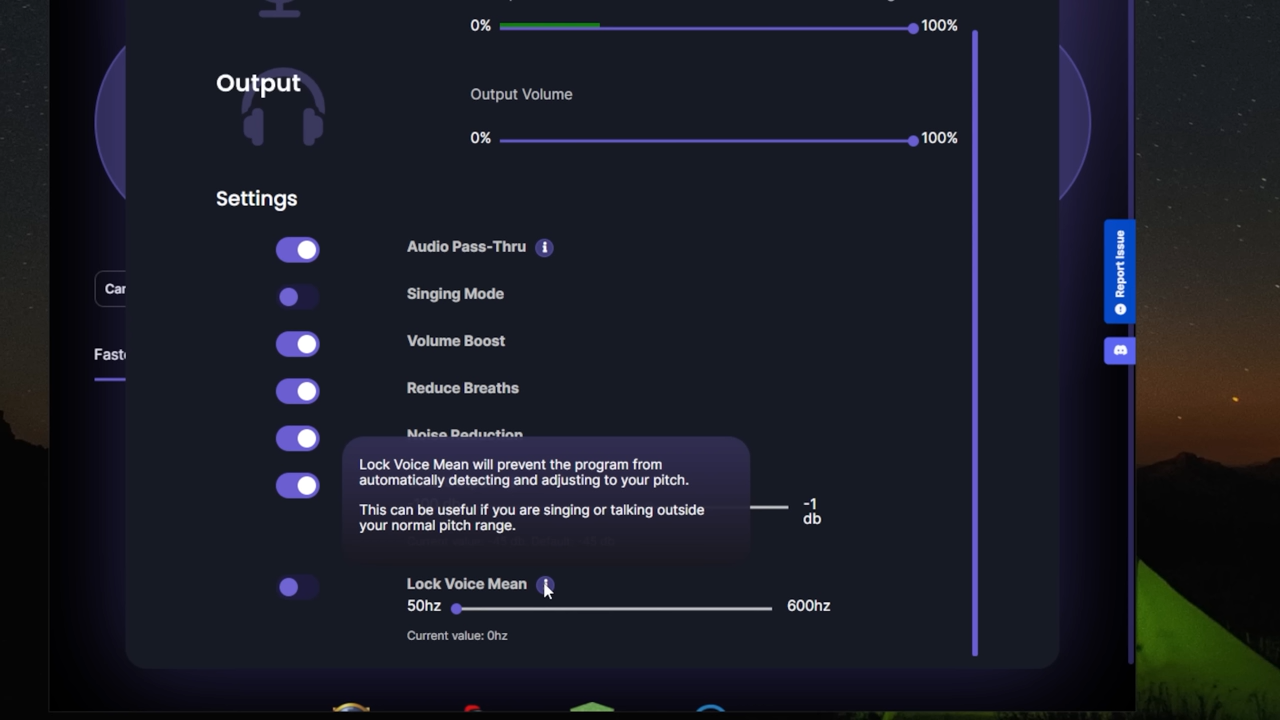 0% 100%
Output
Output Volume
0% 100%
Settings
Audio Pass-Thru
Singing Mode
Volume Boost
Reduce Breaths
Noise Reduction
Lock Voice Mean will prevent the program from
automatically detecting and adjusting to your pitch.
This can be useful if you are singing or talking outside
your normal pitch range.
-1
db
Lock Voice Mean
50hz 600hz
Current value: 0hz
Car
Faste
Report Issue